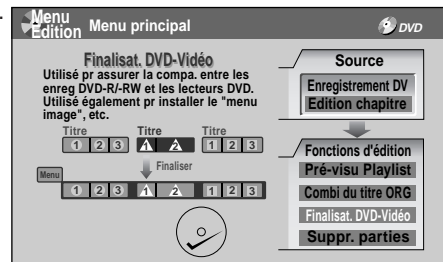 Menu
Edition Menu principal
DVD
Finalisat. DVD-Vidéo
Utilisé pr assurer la compa. entre les
enreg DVD-R/-RW et les lecteurs DVD.
Utilisé également pr installer le "menu
image", etc.
Titre Titre Titre
1 2 3 1 2 1 2 3
Finaliser
Menu
1 2 3 1 2 1 2 3
Source
Enregistrement DV
Edition chapitre
Fonctions d'édition
Pré-visu Playlist
Combi du titre ORG
Finalisat. DVD-Vidéo
Suppr. parties